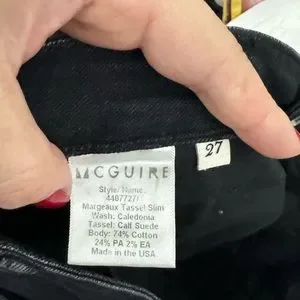 MCGUIRE
Style/Name:
4487727/
Margeaux Tassel Slim
Wash: Caledonia
Tassel: Calf Suede
Body: 74% Cotton
24% PA 2% EA
Made in the USA
27